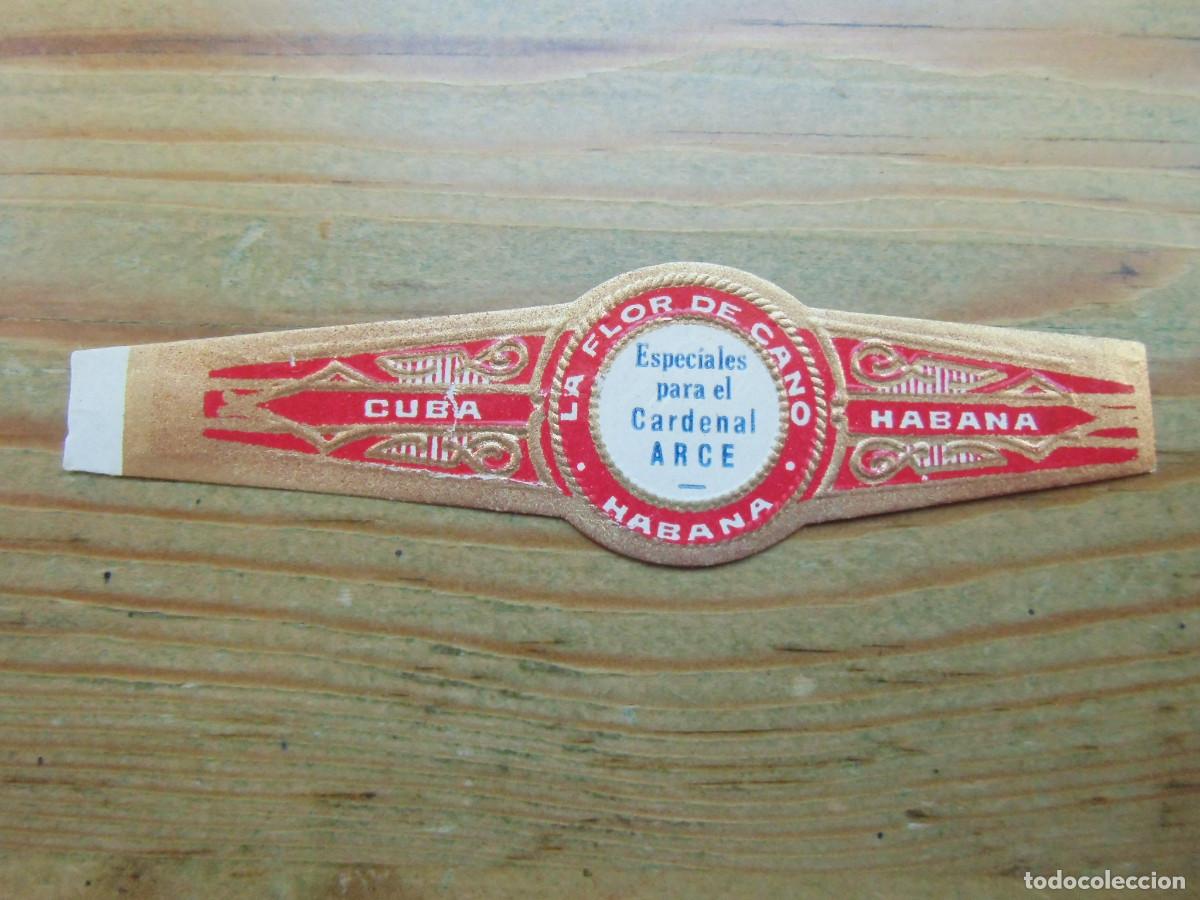 LA FLOR DE CANO
Especiales
para el
Cardenal
ARCE
CUBA
HABANA
• HABANA •
todocoleccion